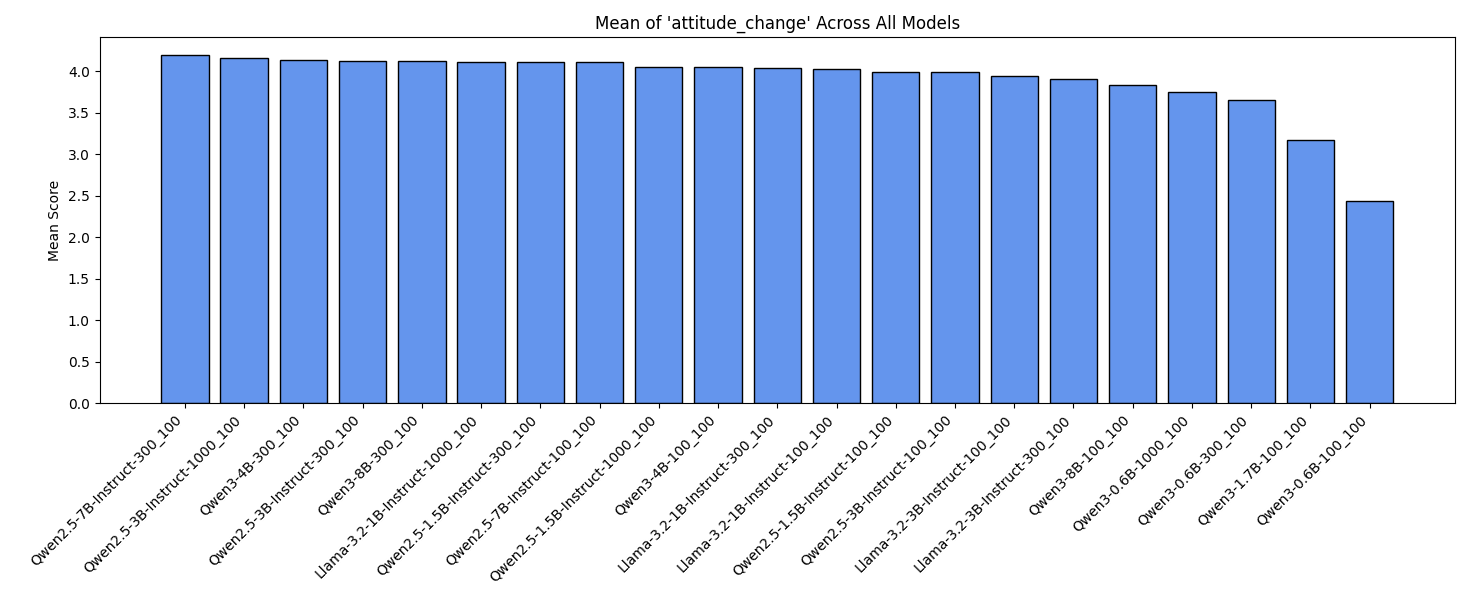 Mean of 'attitude_change' Across All Models
Mean Score
4.0
3.5
3.0
2.5
2.0
1.5
1.0
0.5
0.0
Qwen2.5-7B-Instruct-300_100
Qwen2.5-3B-Instruct-1000_100
Qwen3-4B-300_100
Qwen2.5-3B-Instruct-300_100
Qwen3-8B-300_100
Llama-3.2-1B-Instruct-1000_100
Qwen2.5-1.5B-Instruct-300_100
Qwen2.5-7B-Instruct-100_100
Qwen2.5-1.5B-Instruct-1000_100
Qwen3-4B-100_100
Llama-3.2-1B-Instruct-300_100
Llama-3.2-1B-Instruct-100_100
Qwen2.5-1.5B-Instruct-100_100
Qwen2.5-3B-Instruct-100_100
Llama-3.2-3B-Instruct-100_100
Llama-3.2-3B-Instruct-300_100
Qwen3-8B-100_100
Qwen3-0.6B-1000_100
Qwen3-0.6B-300_100
Qwen3-1.7B-100_100
Qwen3-0.6B-100_100